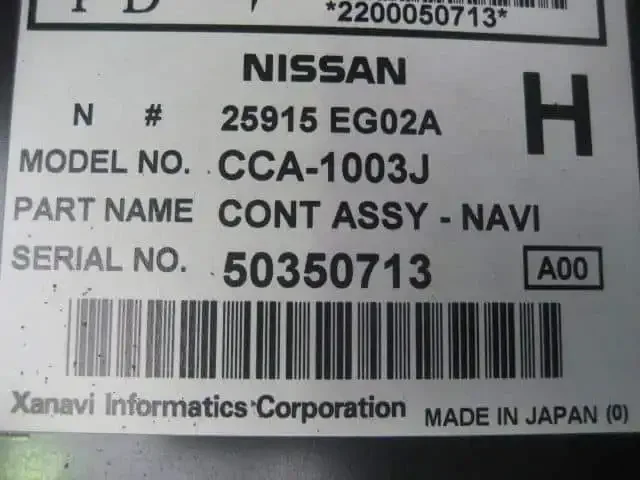 *2200050713*
NISSAN
H
N # 25915 EG02A
MODEL NO. CCA-1003J
PART NAME CONT ASSY - NAVI
SERIAL NO. 50350713 A00
Xanavi Informatics Corporation MADE IN JAPAN (0)